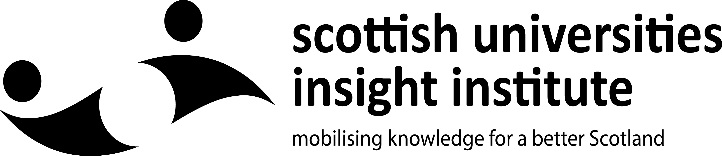 scottish universities
insight institute
mobilising knowledge for a better Scotland